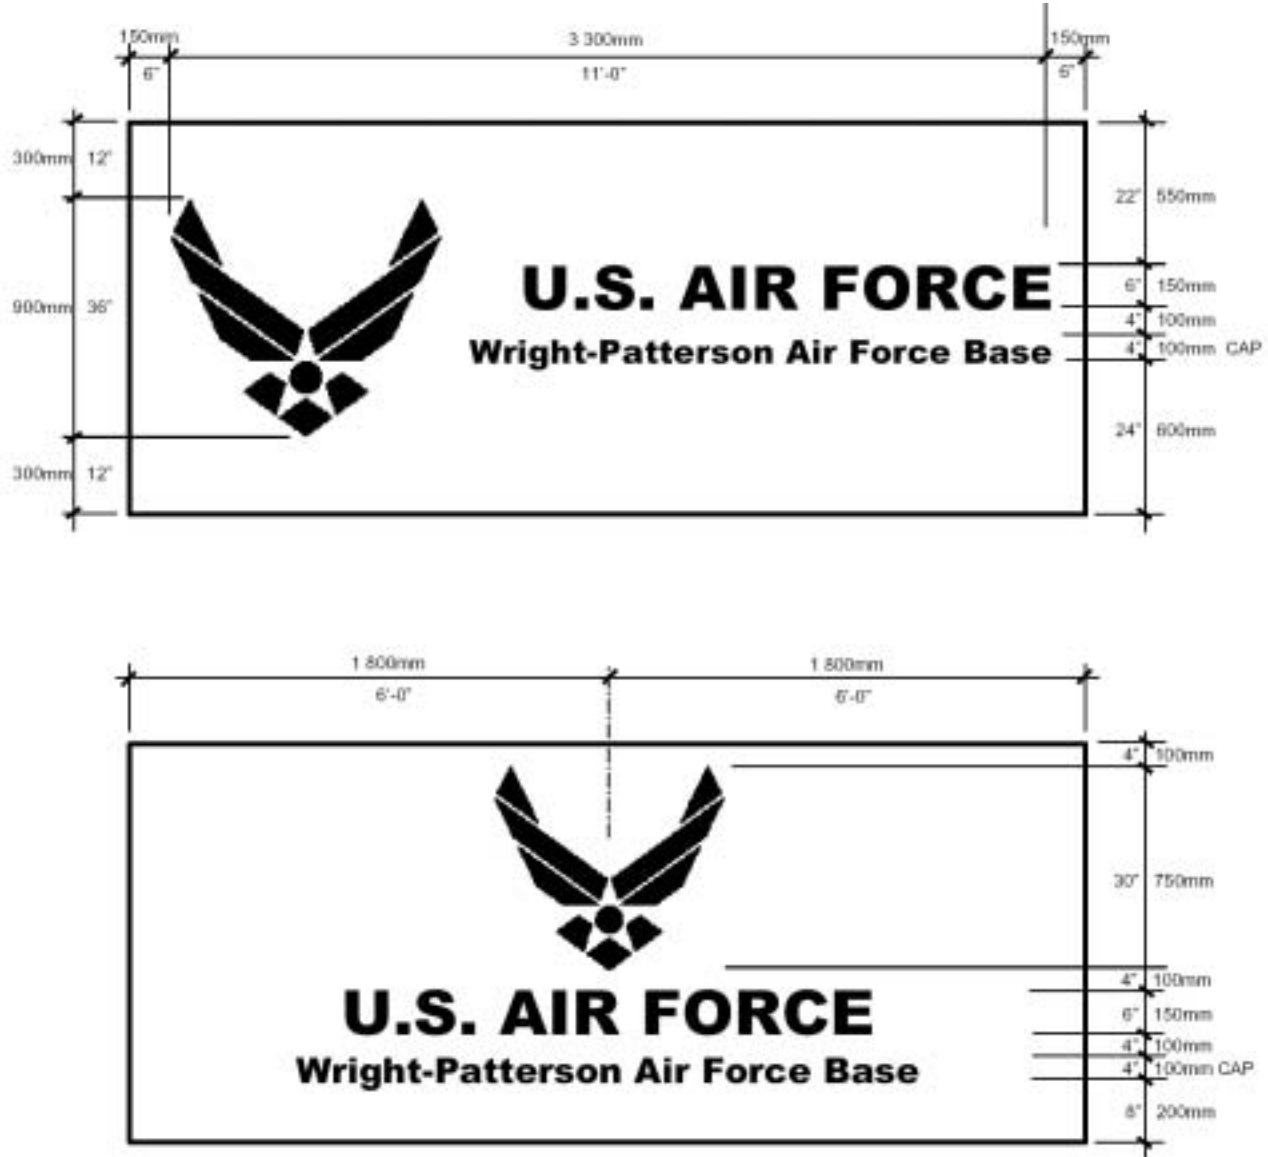 150mm 3 300mm 150mm
6" 11'-0" 6"
300mm 12"
22" 550mm
U.S. AIR FORCE
6" 150mm
900mm 36"
4" 100mm
Wright-Patterson Air Force Base
4" 100mm CAP
24" 600mm
300mm 12"
1 800mm 1 800mm
6'-0" 6'-0"
4" 100mm
30" 750mm
4" 100mm
U.S. AIR FORCE
6" 150mm
4" 100mm
Wright-Patterson Air Force Base
4" 100mm CAP
8" 200mm